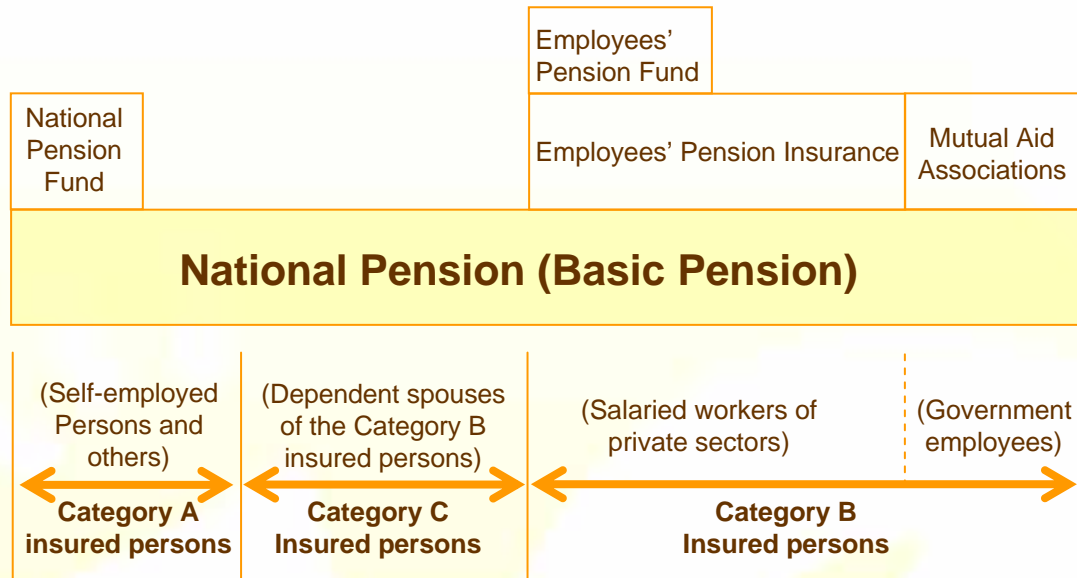 Employees’
Pension Fund
National
Pension
Fund
Employees’ Pension Insurance
Mutual Aid
Associations
National Pension (Basic Pension)
(Self-employed
Persons and
others)
(Dependent spouses
of the Category B
insured persons)
(Salaried workers of
private sectors)
(Government
employees)
Category A
insured persons
Category C
Insured persons
Category B
Insured persons